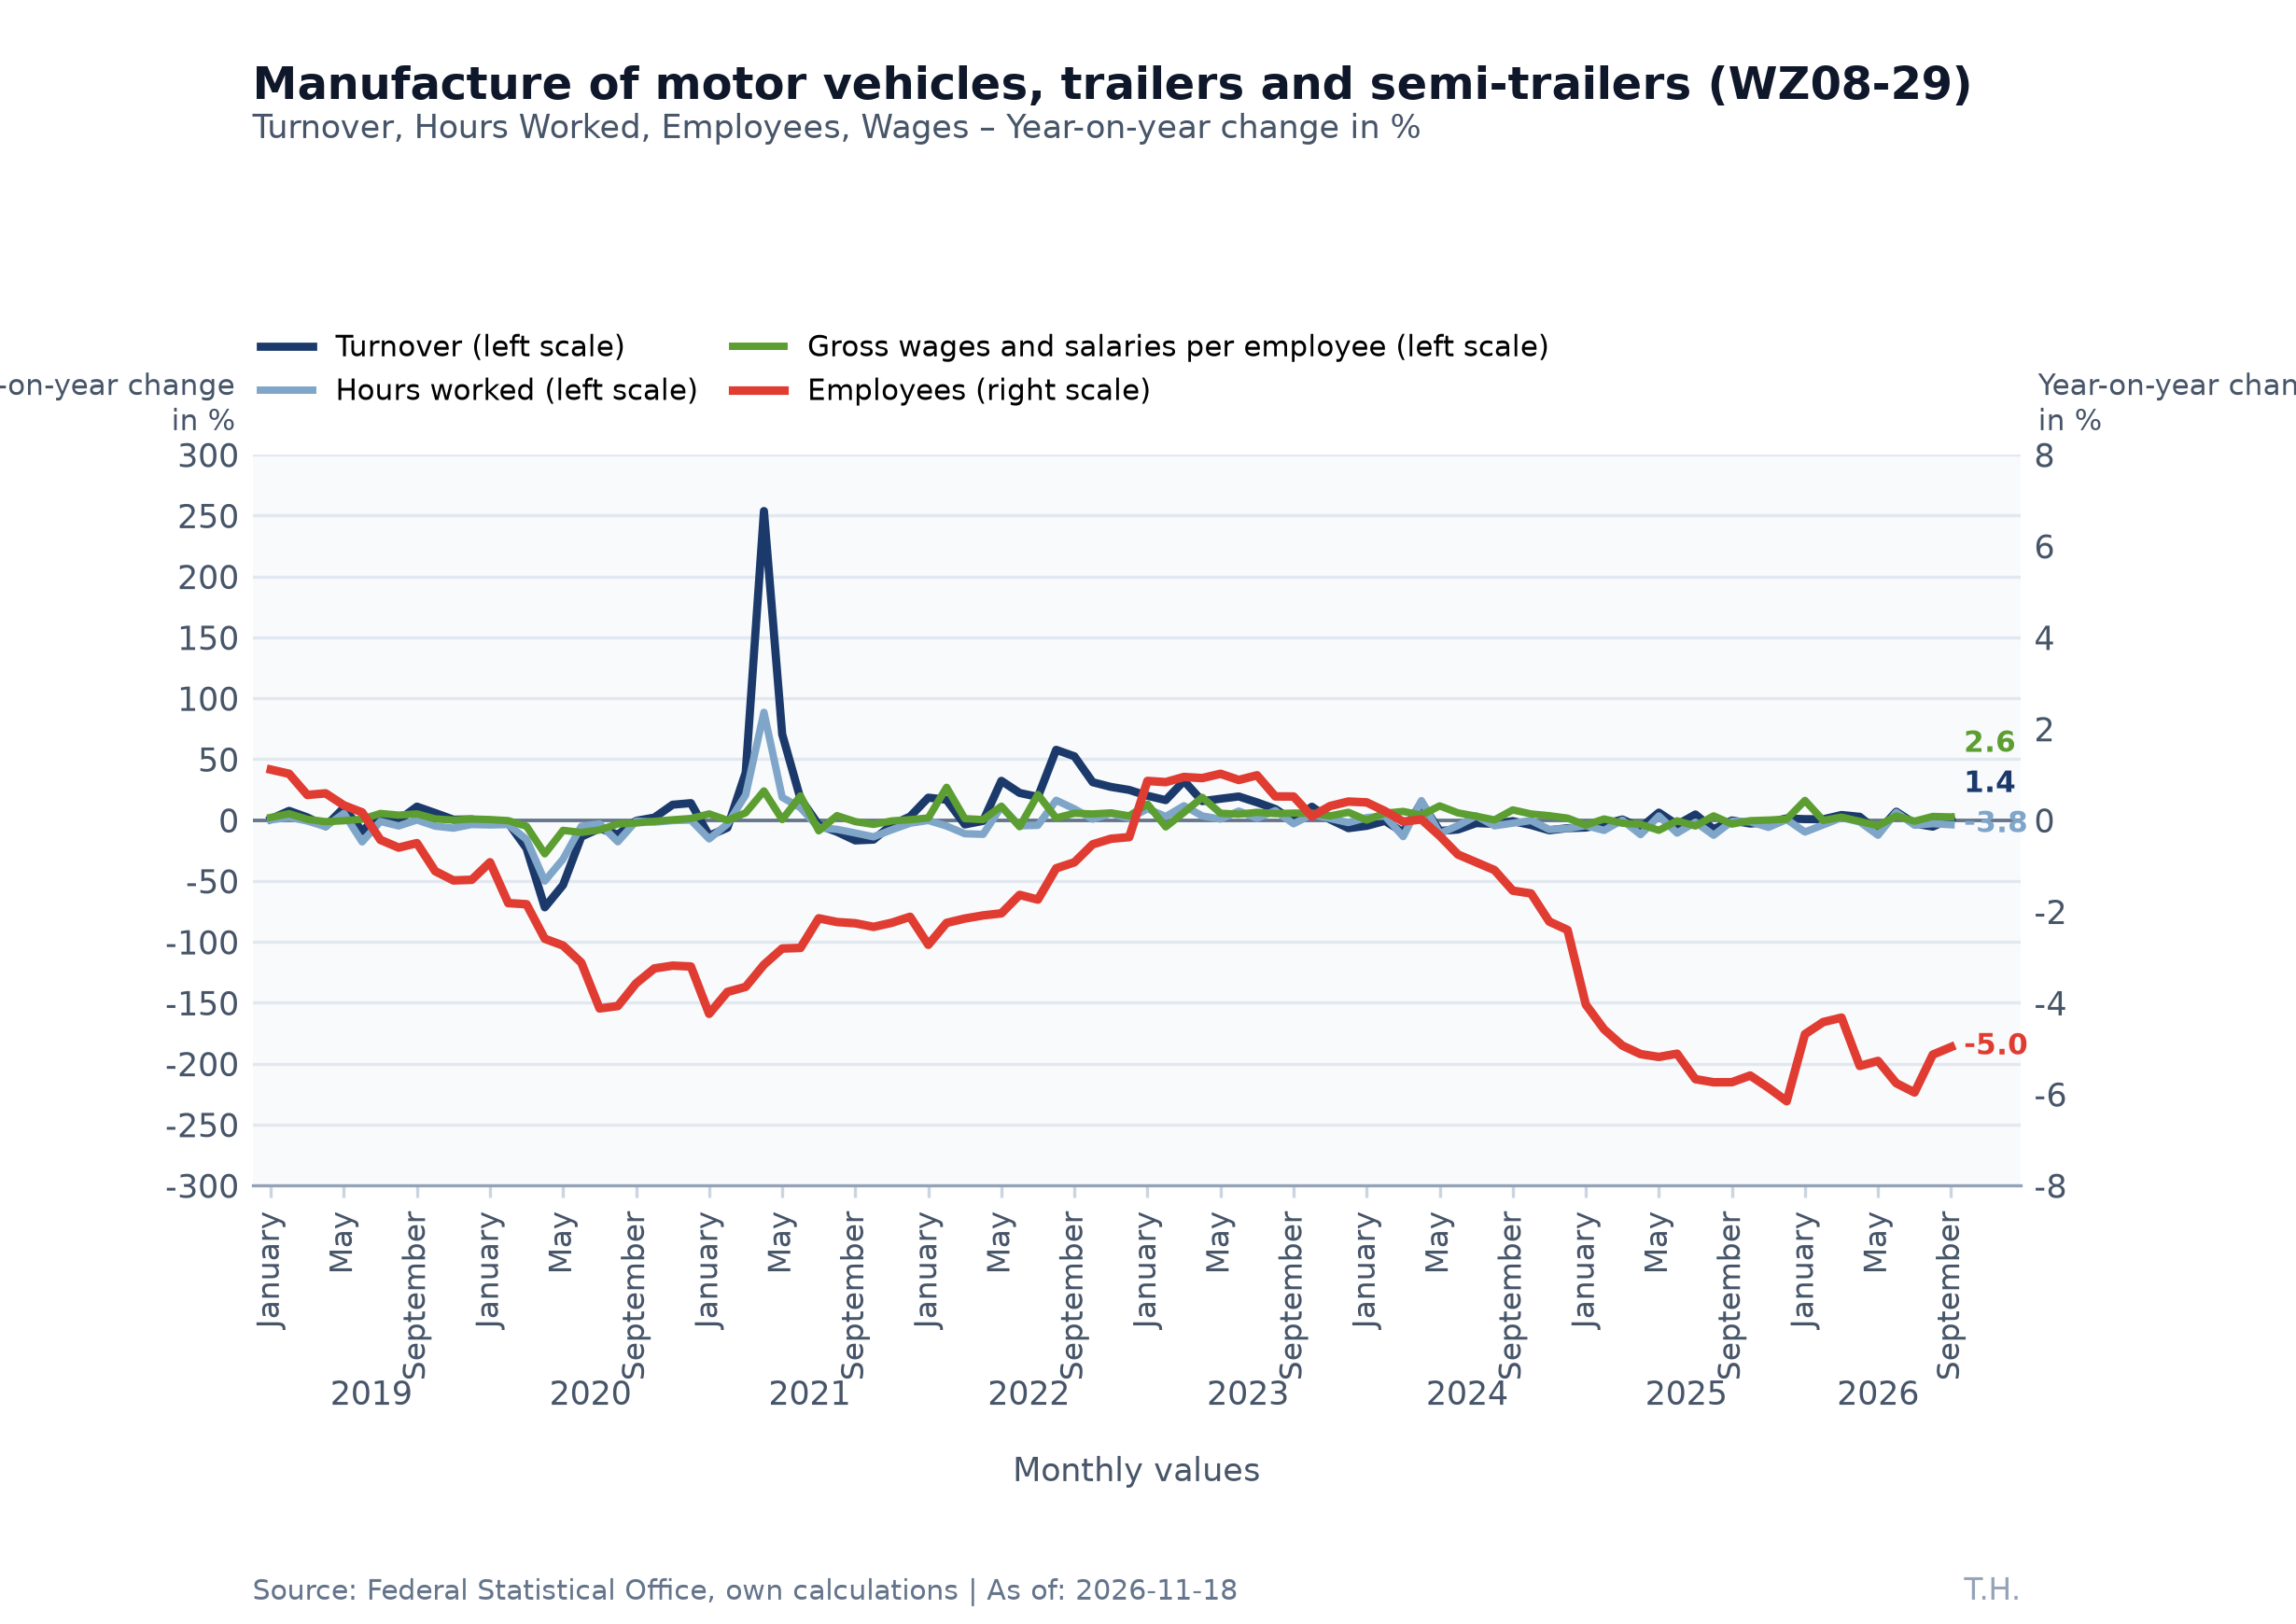 Manufacture of motor vehicles, trailers and semi-trailers (WZ08-29)
Turnover, Hours Worked, Employees, Wages – Year-on-year change in %
Turnover (left scale)
Gross wages and salaries per employee (left scale)
Hours worked (left scale)
Employees (right scale)
-on-year change
in %
Year-on-year chan
in %
300
250
200
150
100
50
0
-50
-100
-150
-200
-250
-300
8
6
4
2
0
-2
-4
-6
-8
2.6
1.4
-3.8
-5.0
January
May
September
January
May
September
January
May
September
January
May
September
January
May
September
January
May
September
January
May
September
January
May
September
2019
2020
2021
2022
2023
2024
2025
2026
Monthly values
Source: Federal Statistical Office, own calculations | As of: 2026-11-18
T.H.